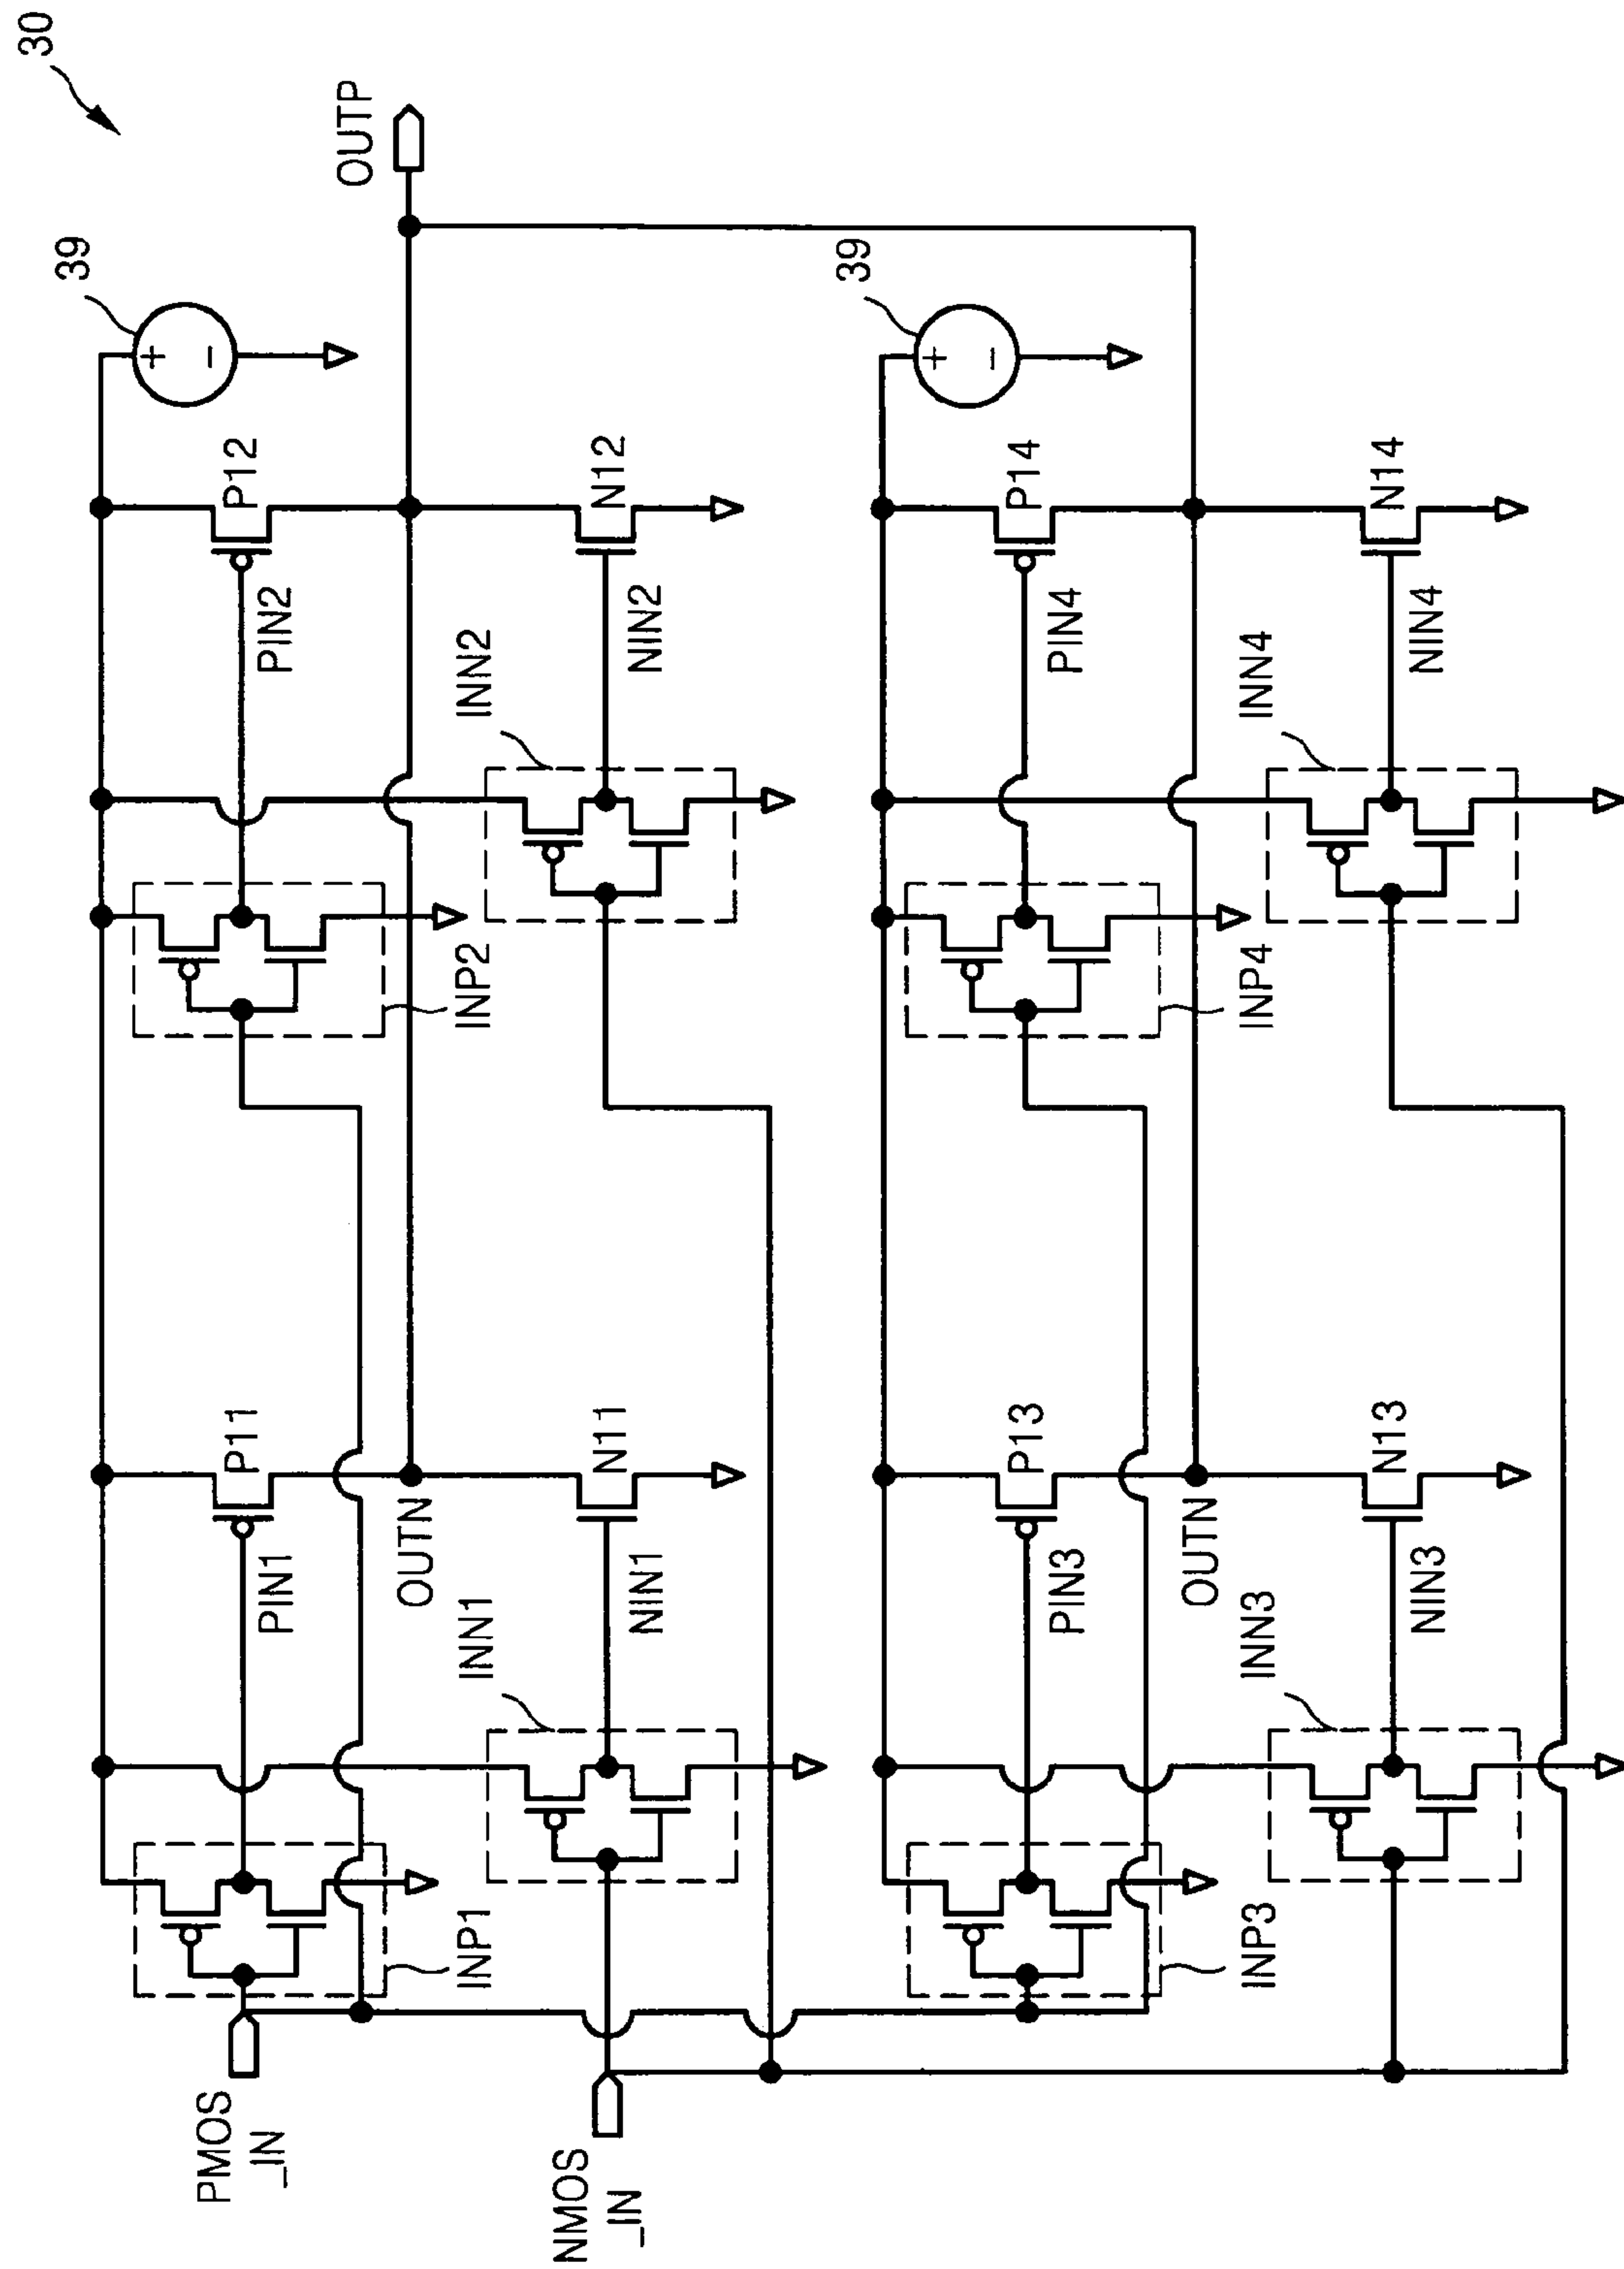 30
PMOS
_IN
NMOS
_IN
INP1
PIN1
P11
INN1
NIN1
N11
OUTN
INP2
PIN2
P12
INN2
NIN2
N12
39
OUTP
INP3
PIN3
P13
INN3
NIN3
N13
OUTN
INP4
PIN4
P14
INN4
NIN4
N14
39
+
−
+
−